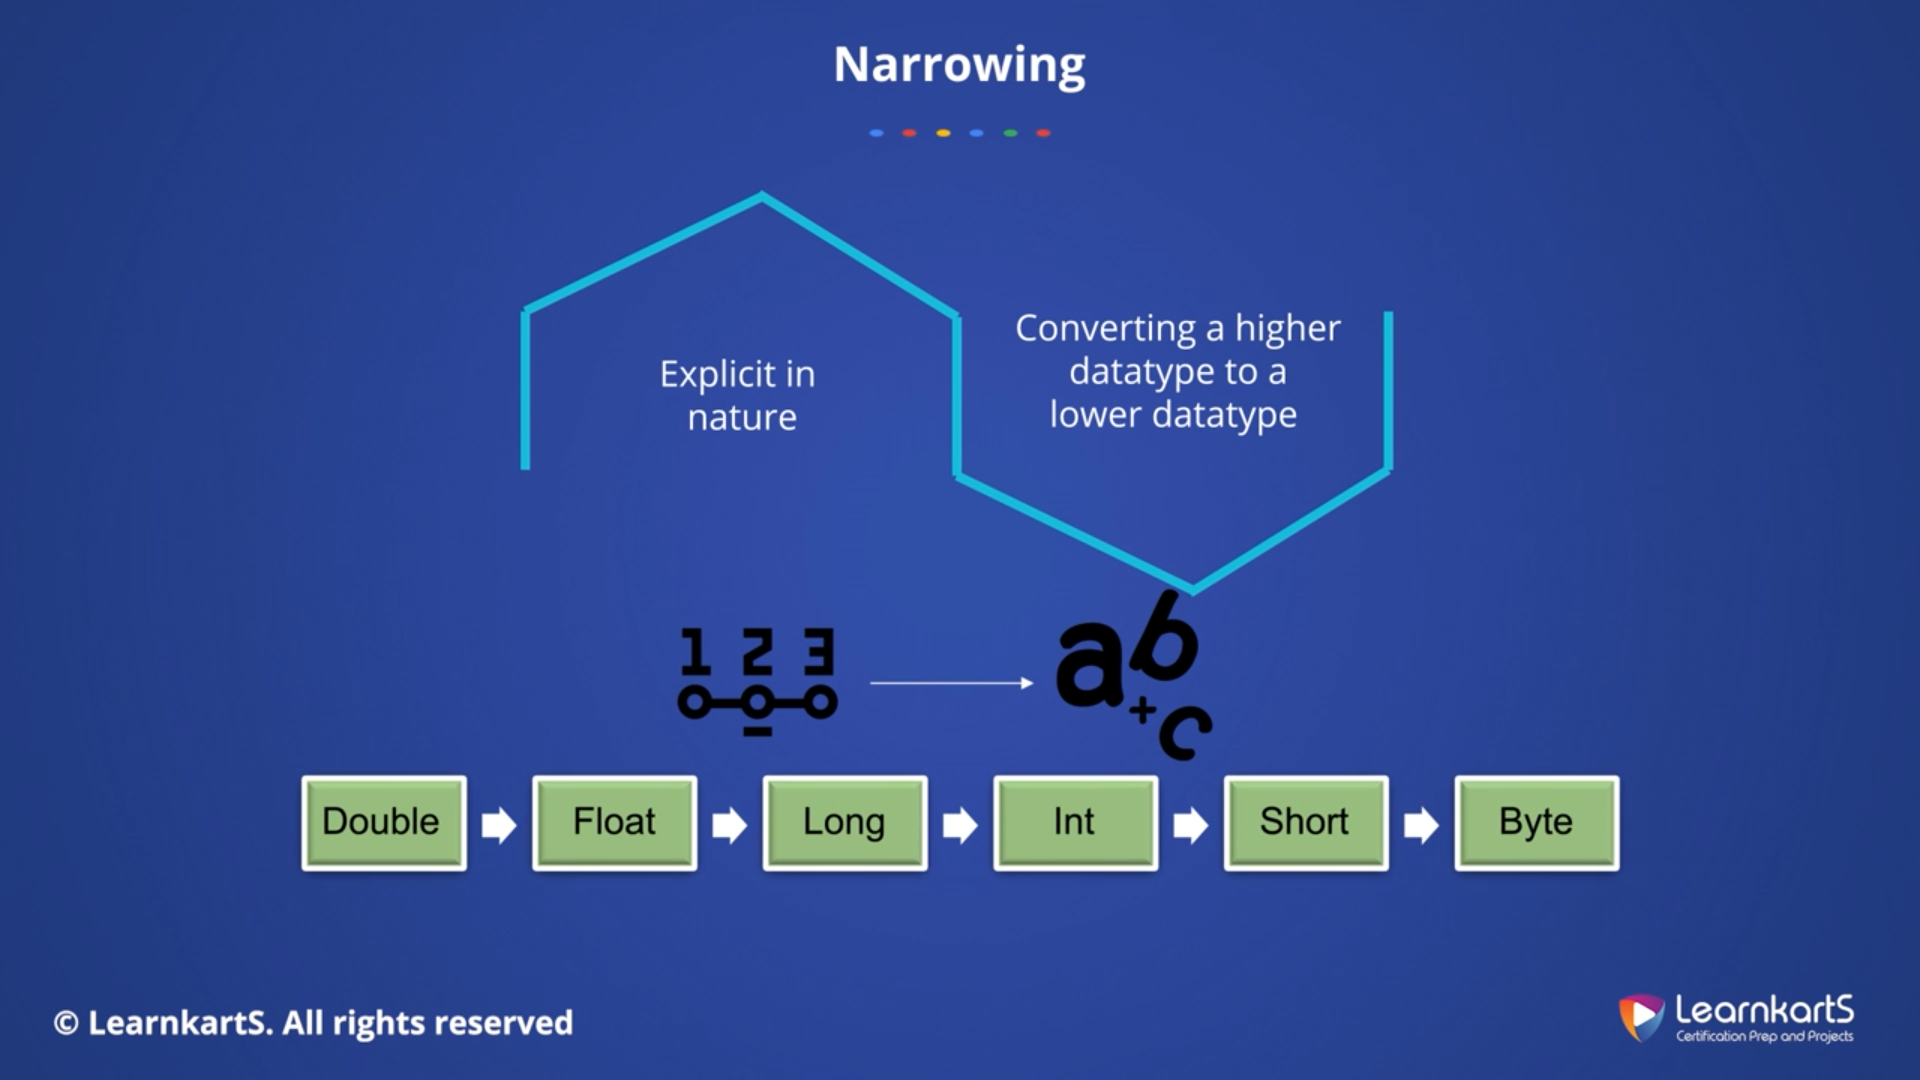 Narrowing
Explicit in
nature
Converting a higher
datatype to a
lower datatype
1 2 3
a b
+ c
Double
Float
Long
Int
Short
Byte
© LearnkartS. All rights reserved
LearnkartS
Certification Prep and Projects